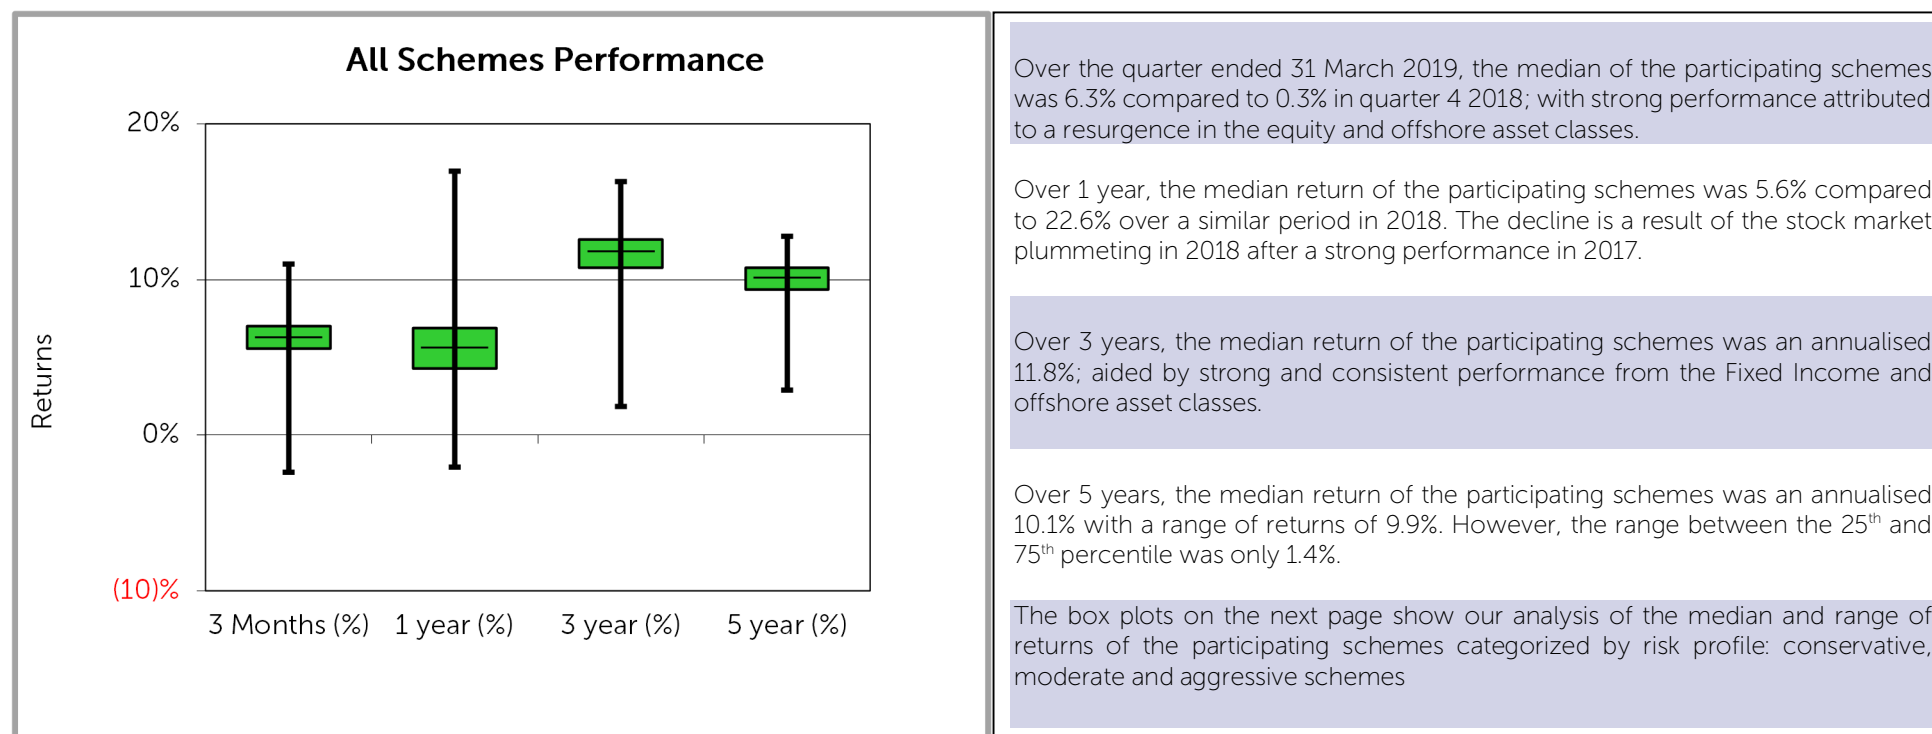 All Schemes Performance
20%
10%
0%
(10)%
Returns
3 Months (%) 1 year (%) 3 year (%) 5 year (%)
Over the quarter ended 31 March 2019, the median of the participating schemes
was 6.3% compared to 0.3% in quarter 4 2018; with strong performance attributed
to a resurgence in the equity and offshore asset classes.
Over 1 year, the median return of the participating schemes was 5.6% compared
to 22.6% over a similar period in 2018. The decline is a result of the stock market
plummeting in 2018 after a strong performance in 2017.
Over 3 years, the median return of the participating schemes was an annualised
11.8%; aided by strong and consistent performance from the Fixed Income and
offshore asset classes.
Over 5 years, the median return of the participating schemes was an annualised
10.1% with a range of returns of 9.9%. However, the range between the 25th and
75th percentile was only 1.4%.
The box plots on the next page show our analysis of the median and range of
returns of the participating schemes categorized by risk profile: conservative,
moderate and aggressive schemes